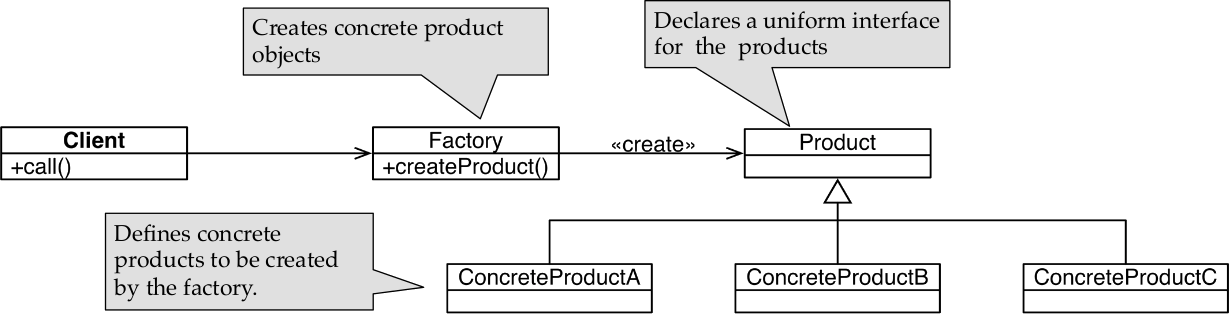 Creates concrete product
objects
Declares a uniform interface
for the products
Client
+call()
Factory
+createProduct()
«create»
Product
Defines concrete
products to be created
by the factory.
ConcreteProductA
ConcreteProductB
ConcreteProductC